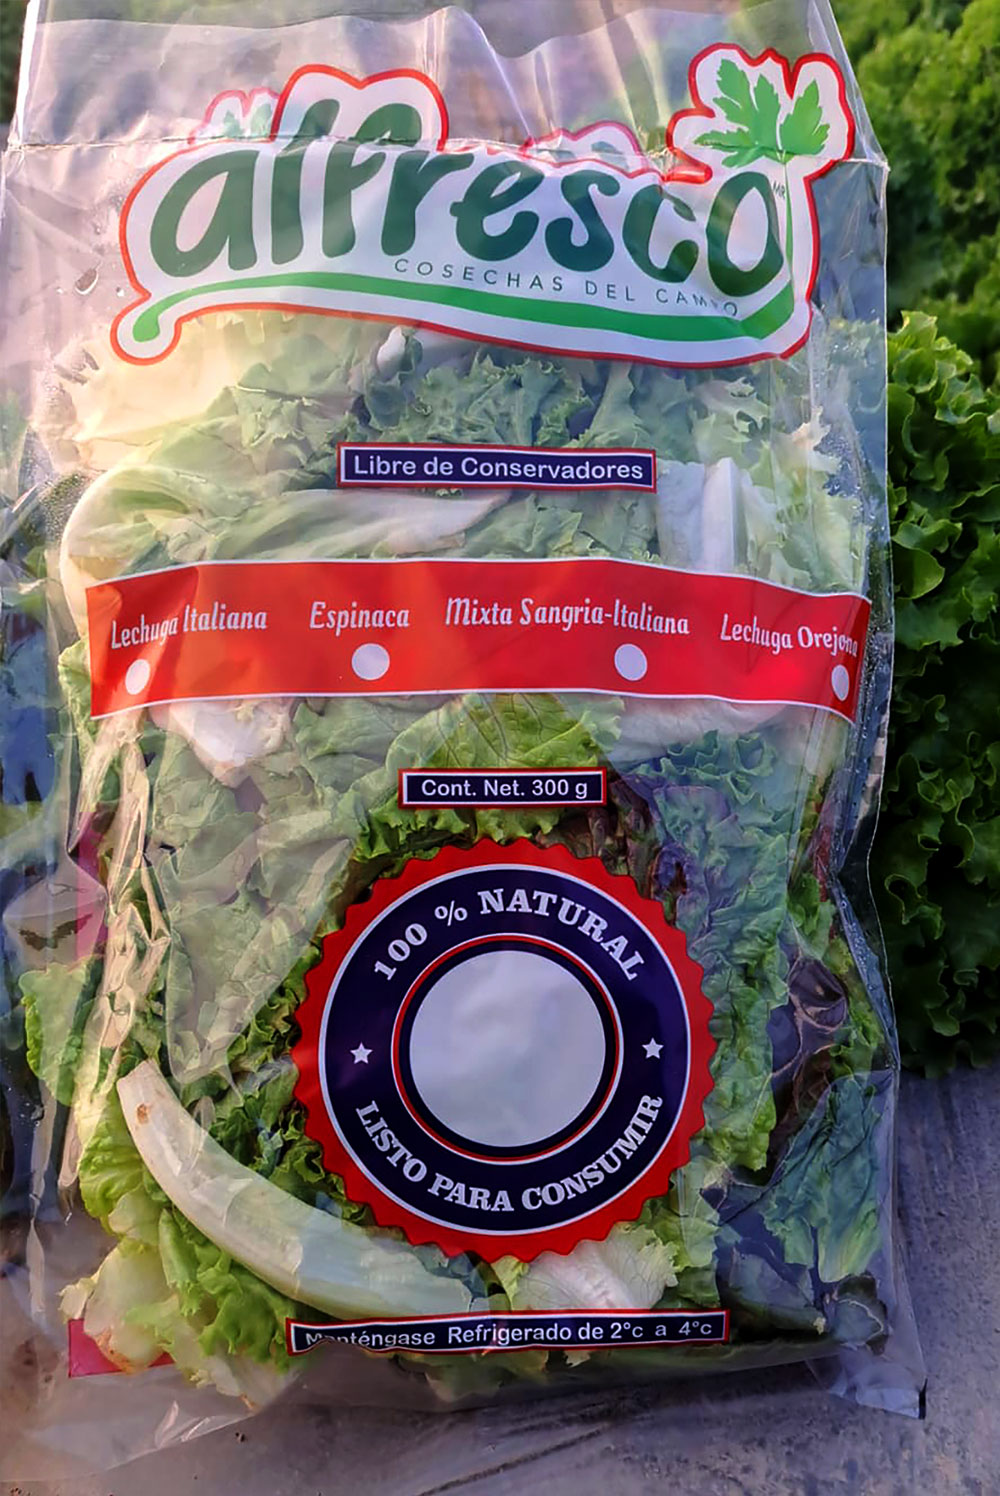 alfresco MR
COSECHAS DEL CAMPO
Libre de Conservadores
Lechuga Italiana Espinaca Mixta Sangria-Italiana Lechuga Orejona
Cont. Net. 300 g
100 % NATURAL
LISTO PARA CONSUMIR
Manténgase Refrigerado de 2°c a 4°c